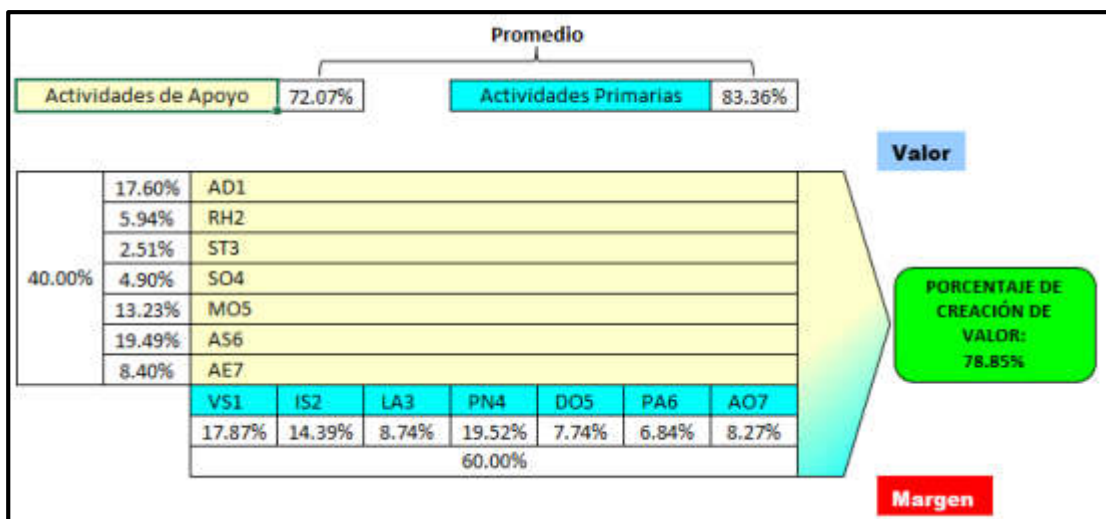 Promedio
Actividades de Apoyo 72.07% Actividades Primarias 83.36%
Valor
17.60% AD1
5.94% RH2
2.51% ST3
40.00% 4.90% SO4
13.23% MO5
19.49% AS6
8.40% AE7
PORCENTAJE DE
CREACIÓN DE
VALOR:
78.85%
VS1 IS2 LA3 PN4 DO5 PA6 AO7
17.87% 14.39% 8.74% 19.52% 7.74% 6.84% 8.27%
60.00%
Margen